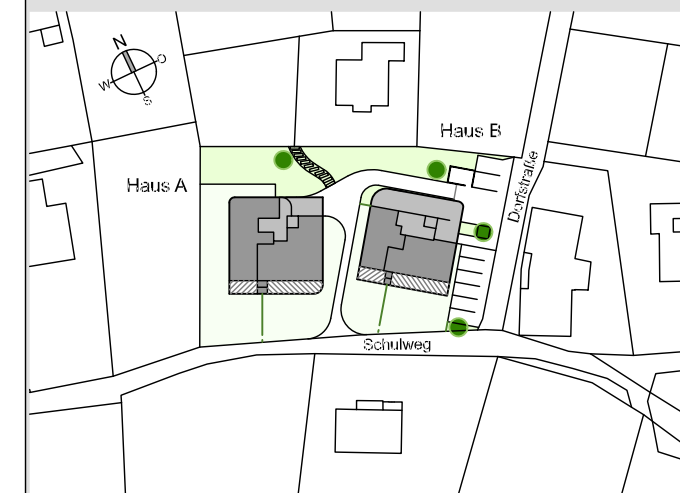 N
O
W
S
Haus B
Haus A
Dorfstraße
Schulweg